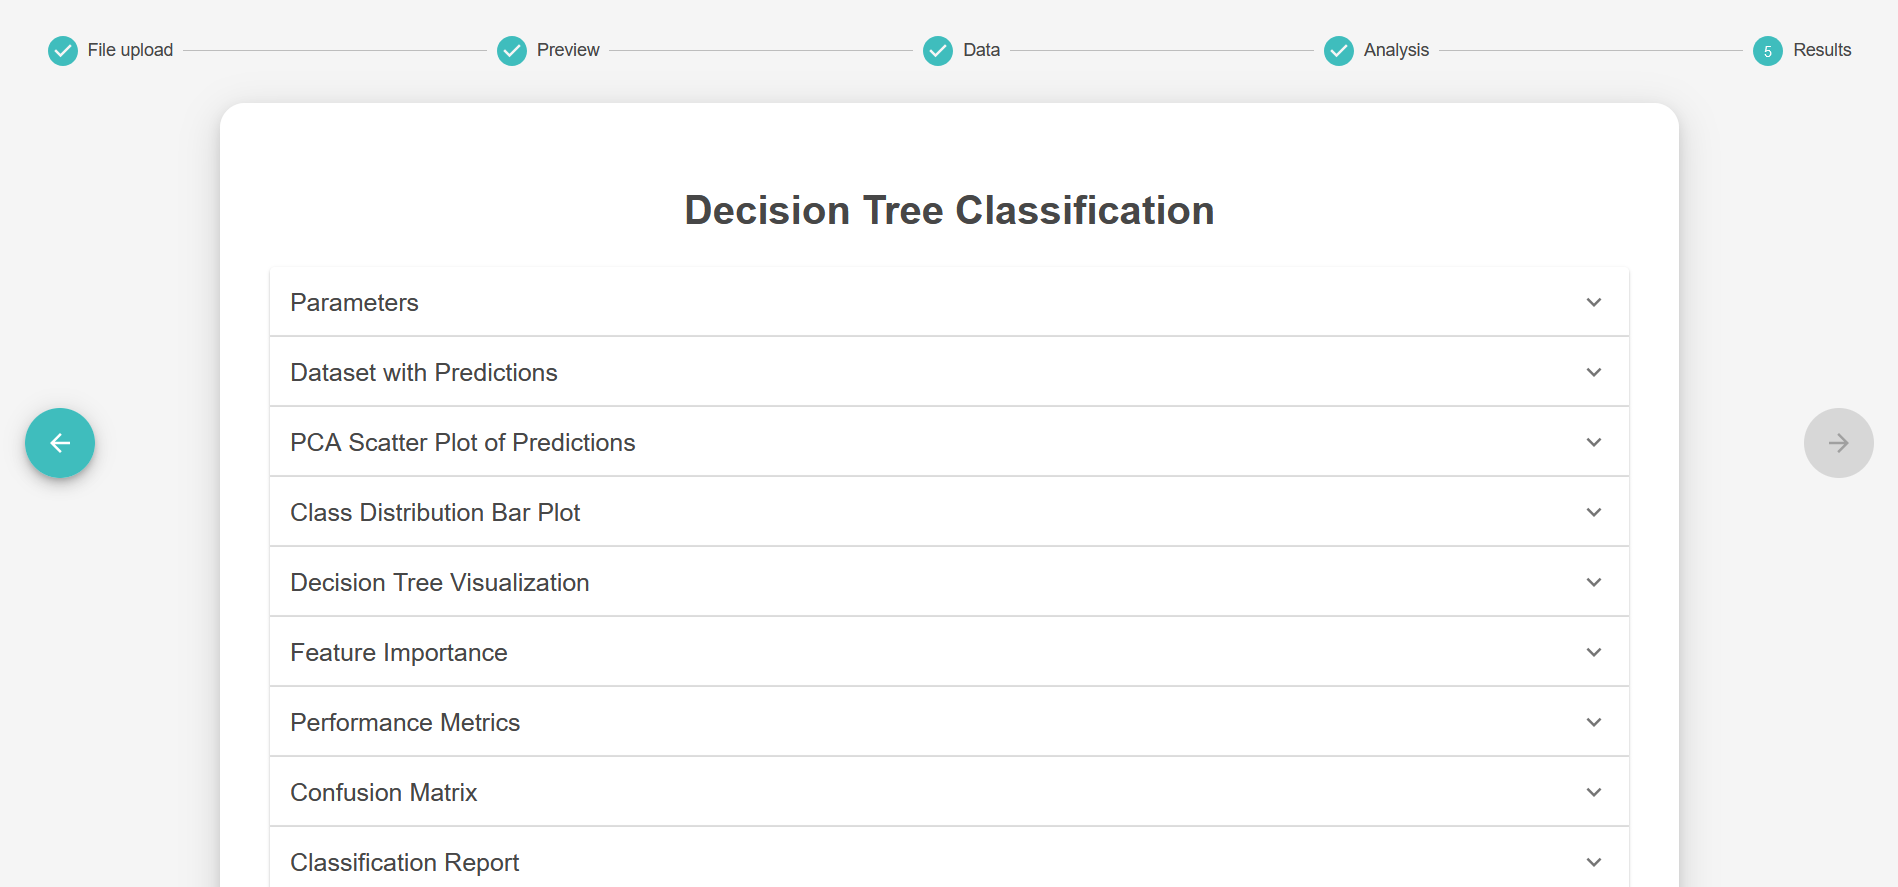 File upload
Preview
Data
Analysis
5 Results
Decision Tree Classification
Parameters
Dataset with Predictions
PCA Scatter Plot of Predictions
Class Distribution Bar Plot
Decision Tree Visualization
Feature Importance
Performance Metrics
Confusion Matrix
Classification Report